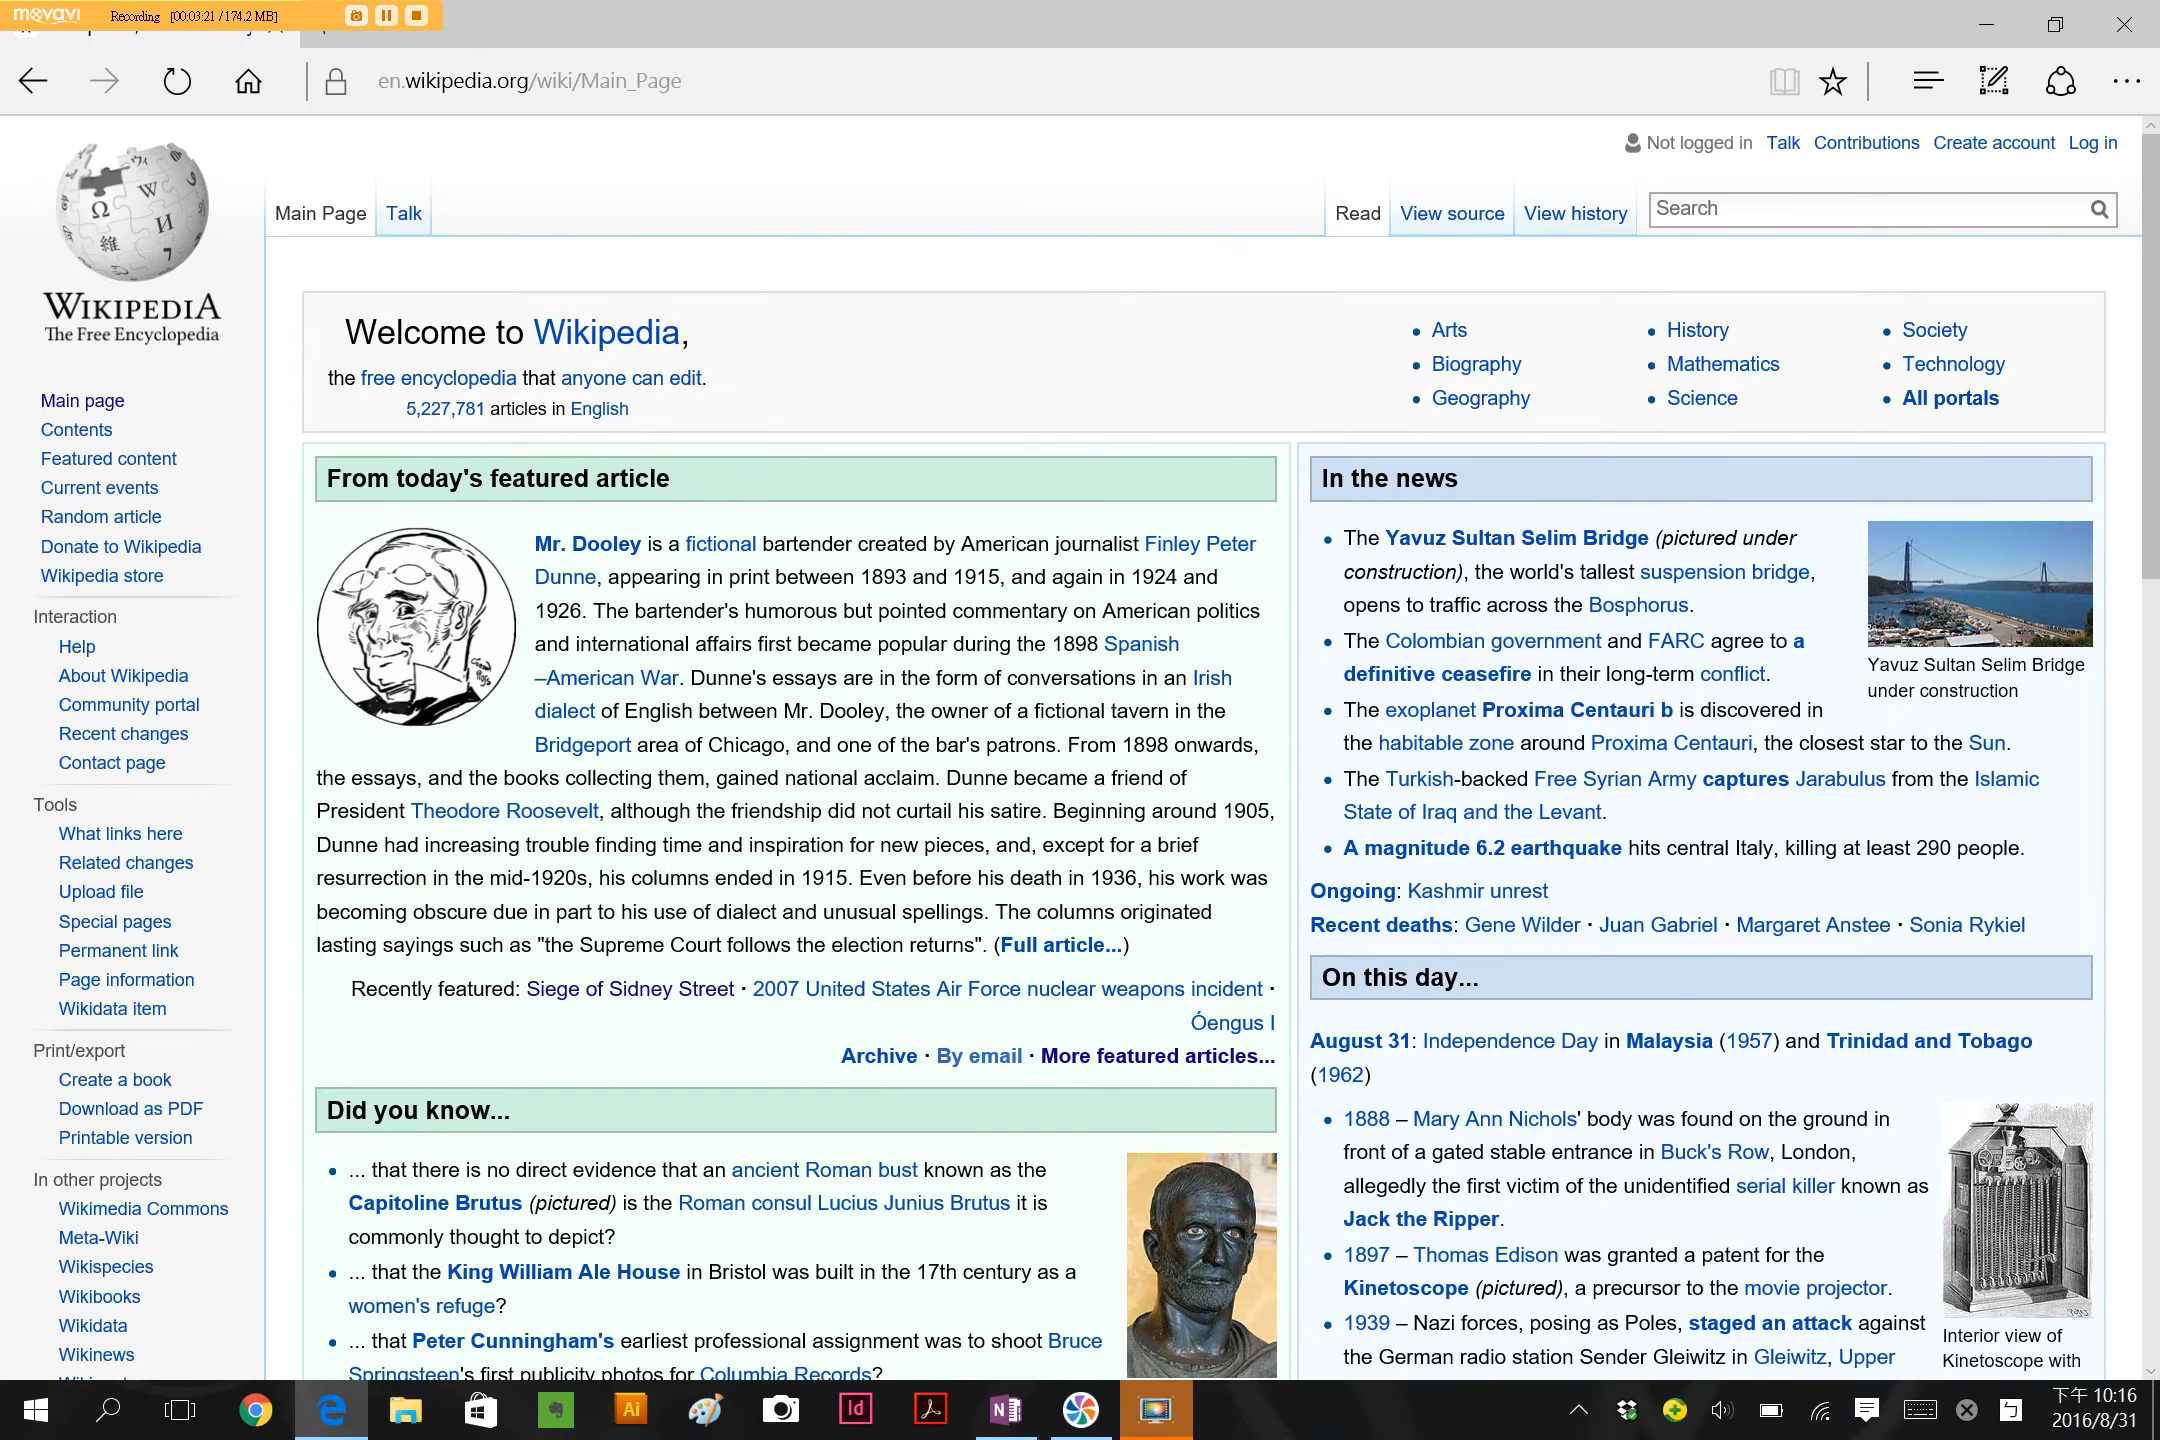 movavi Recording [00:03:21 / 174.2 MB]
en.wikipedia.org/wiki/Main_Page
Not logged in Talk Contributions Create account Log in
Main Page Talk Read View source View history Search
WIKIPEDIA
The Free Encyclopedia
Main page
Contents
Featured content
Current events
Random article
Donate to Wikipedia
Wikipedia store
Interaction
Help
About Wikipedia
Community portal
Recent changes
Contact page
Tools
What links here
Related changes
Upload file
Special pages
Permanent link
Page information
Wikidata item
Print/export
Create a book
Download as PDF
Printable version
In other projects
Wikimedia Commons
Meta-Wiki
Wikispecies
Wikibooks
Wikidata
Wikinews
Welcome to Wikipedia,
the free encyclopedia that anyone can edit.
5,227,781 articles in English
• Arts
• Biography
• Geography
• History
• Mathematics
• Science
• Society
• Technology
• All portals
From today's featured article
Mr. Dooley is a fictional bartender created by American journalist Finley Peter
Dunne, appearing in print between 1893 and 1915, and again in 1924 and
1926. The bartender's humorous but pointed commentary on American politics
and international affairs first became popular during the 1898 Spanish
–American War. Dunne's essays are in the form of conversations in an Irish
dialect of English between Mr. Dooley, the owner of a fictional tavern in the
Bridgeport area of Chicago, and one of the bar's patrons. From 1898 onwards,
the essays, and the books collecting them, gained national acclaim. Dunne became a friend of
President Theodore Roosevelt, although the friendship did not curtail his satire. Beginning around 1905,
Dunne had increasing trouble finding time and inspiration for new pieces, and, except for a brief
resurrection in the mid-1920s, his columns ended in 1915. Even before his death in 1936, his work was
becoming obscure due in part to his use of dialect and unusual spellings. The columns originated
lasting sayings such as "the Supreme Court follows the election returns". (Full article...)
Recently featured: Siege of Sidney Street · 2007 United States Air Force nuclear weapons incident ·
Óengus I
Archive · By email · More featured articles...
Did you know...
• ... that there is no direct evidence that an ancient Roman bust known as the
Capitoline Brutus (pictured) is the Roman consul Lucius Junius Brutus it is
commonly thought to depict?
• ... that the King William Ale House in Bristol was built in the 17th century as a
women's refuge?
• ... that Peter Cunningham's earliest professional assignment was to shoot Bruce
Springsteen's first publicity photos for Columbia Records?
In the news
• The Yavuz Sultan Selim Bridge (pictured under
construction), the world's tallest suspension bridge,
opens to traffic across the Bosphorus.
• The Colombian government and FARC agree to a
definitive ceasefire in their long-term conflict.
Yavuz Sultan Selim Bridge
under construction
• The exoplanet Proxima Centauri b is discovered in
the habitable zone around Proxima Centauri, the closest star to the Sun.
• The Turkish-backed Free Syrian Army captures Jarabulus from the Islamic
State of Iraq and the Levant.
• A magnitude 6.2 earthquake hits central Italy, killing at least 290 people.
Ongoing: Kashmir unrest
Recent deaths: Gene Wilder · Juan Gabriel · Margaret Anstee · Sonia Rykiel
On this day...
August 31: Independence Day in Malaysia (1957) and Trinidad and Tobago
(1962)
• 1888 – Mary Ann Nichols' body was found on the ground in
front of a gated stable entrance in Buck's Row, London,
allegedly the first victim of the unidentified serial killer known as
Jack the Ripper.
• 1897 – Thomas Edison was granted a patent for the
Kinetoscope (pictured), a precursor to the movie projector.
• 1939 – Nazi forces, posing as Poles, staged an attack against
the German radio station Sender Gleiwitz in Gleiwitz, Upper
Interior view of
Kinetoscope with
Ai Id N ㄅ
下午 10:16
2016/8/31